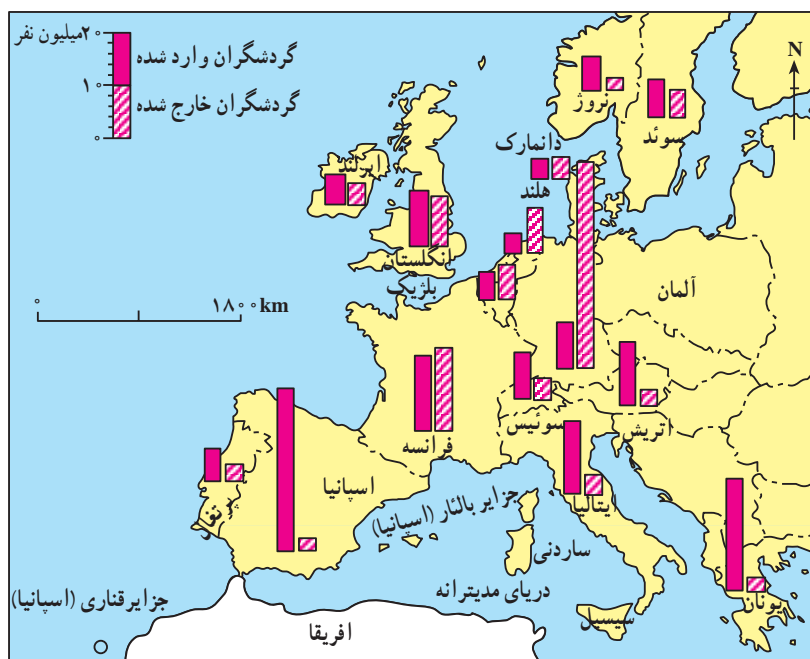 ۲۰ میلیون نفر
گردشگران وارد شده
۱۰
گردشگران خارج شده
۰
N
نروژ
سوئد
دانمارک
ایرلند
هلند
انگلستان
بلژیک
آلمان
۰ ۱۸۰۰ km
فرانسه
سوئیس
اتریش
اسپانیا
پرتغال
ایتالیا
جزایر بالئار (اسپانیا)
ساردنی
دریای مدیترانه
جزایر قناری (اسپانیا)
یونان
سیسیل
افریقا